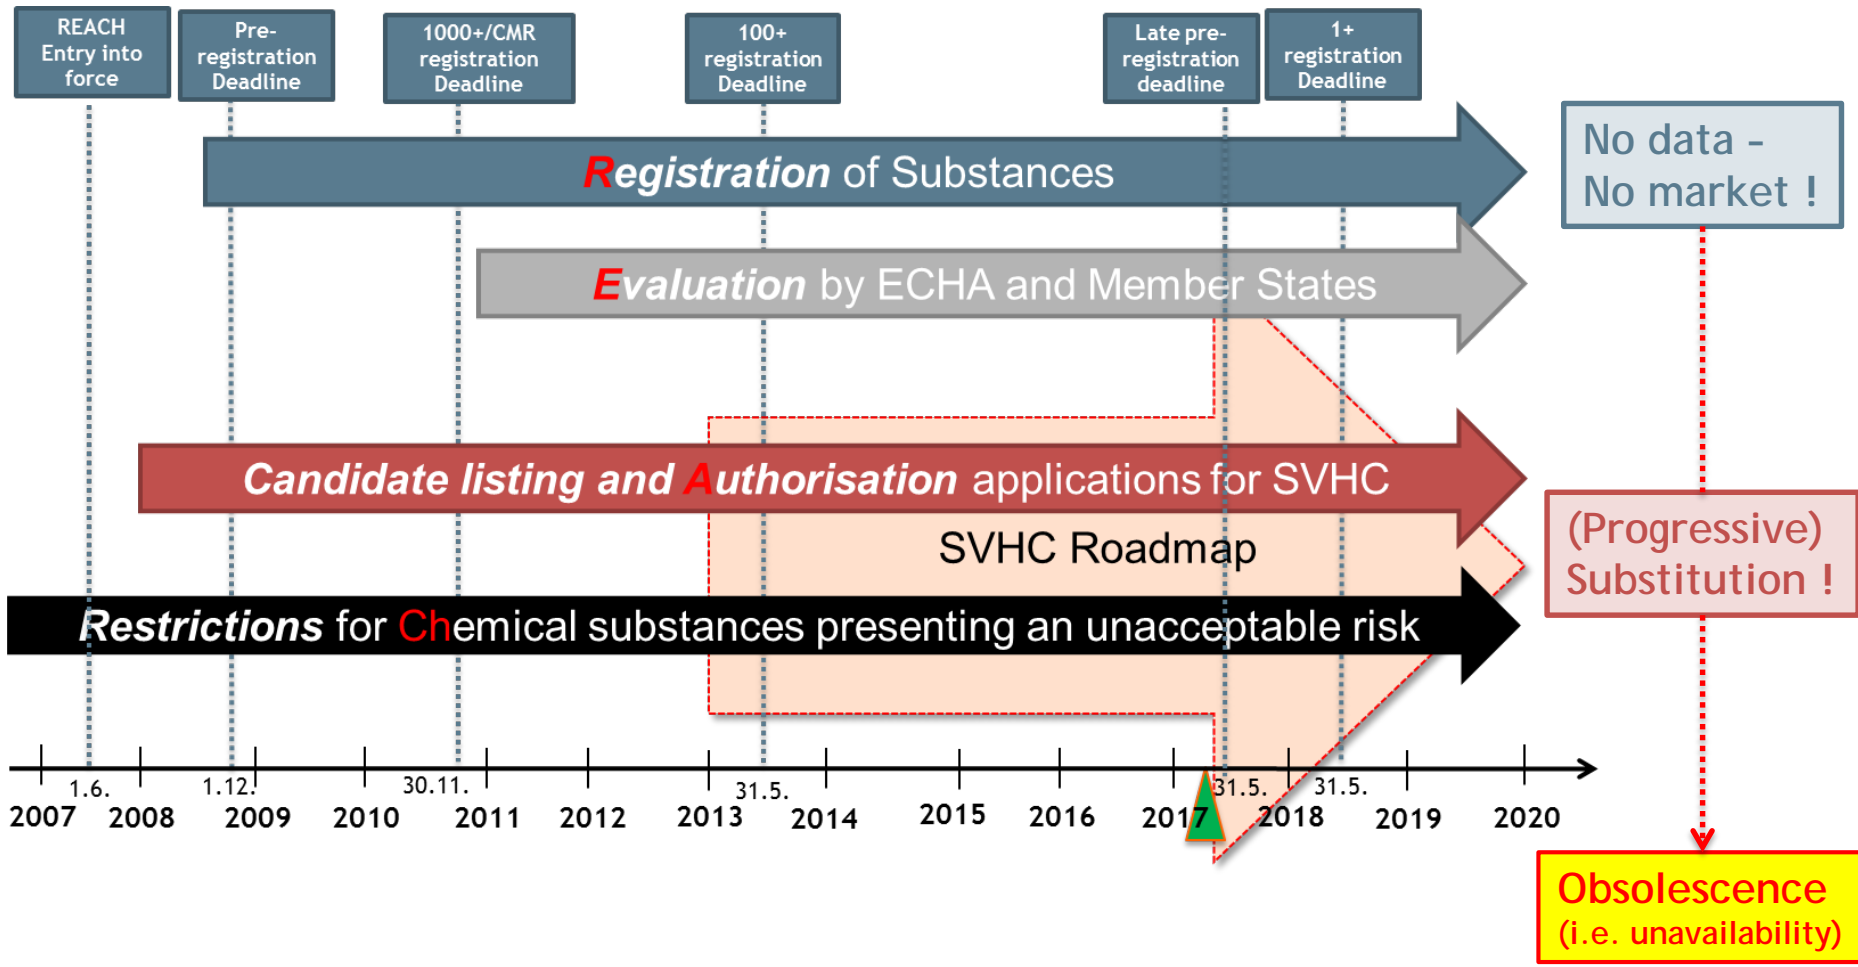 REACH
Entry into
force
Pre-
registration
Deadline
1000+/CMR
registration
Deadline
100+
registration
Deadline
Late pre-
registration
deadline
1+
registration
Deadline
Registration of Substances
No data -
No market !
Evaluation by ECHA and Member States
Candidate listing and Authorisation applications for SVHC
SVHC Roadmap
(Progressive)
Substitution !
Restrictions for Chemical substances presenting an unacceptable risk
1.6.
1.12.
30.11.
31.5.
31.5.
31.5.
2007
2008
2009
2010
2011
2012
2013
2014
2015
2016
2017
2018
2019
2020
Obsolescence
(i.e. unavailability)